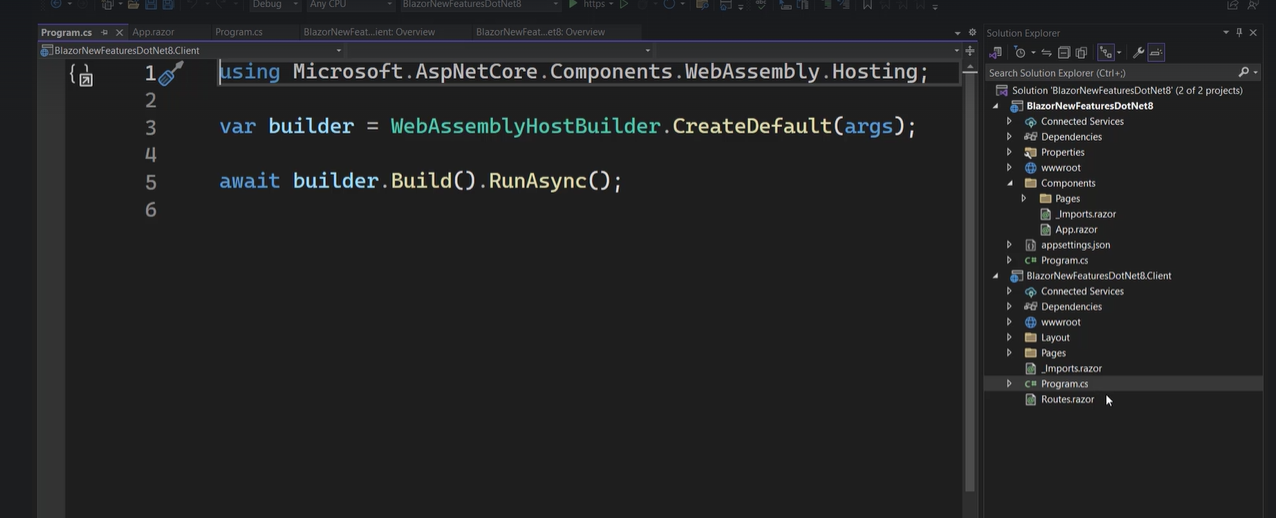 Debug Any CPU BlazorNewFeaturesDotNet8 https
Program.cs App.razor Program.cs BlazorNewFeat...ient: Overview BlazorNewFeat...et8: Overview
BlazorNewFeaturesDotNet8.Client
1 using Microsoft.AspNetCore.Components.WebAssembly.Hosting;
2
3 var builder = WebAssemblyHostBuilder.CreateDefault(args);
4
5 await builder.Build().RunAsync();
6
Solution Explorer
Search Solution Explorer (Ctrl+;)
Solution 'BlazorNewFeaturesDotNet8' (2 of 2 projects)
BlazorNewFeaturesDotNet8
Connected Services
Dependencies
Properties
wwwroot
Components
Pages
_Imports.razor
App.razor
appsettings.json
C# Program.cs
BlazorNewFeaturesDotNet8.Client
Connected Services
Dependencies
wwwroot
Layout
Pages
_Imports.razor
C# Program.cs
Routes.razor